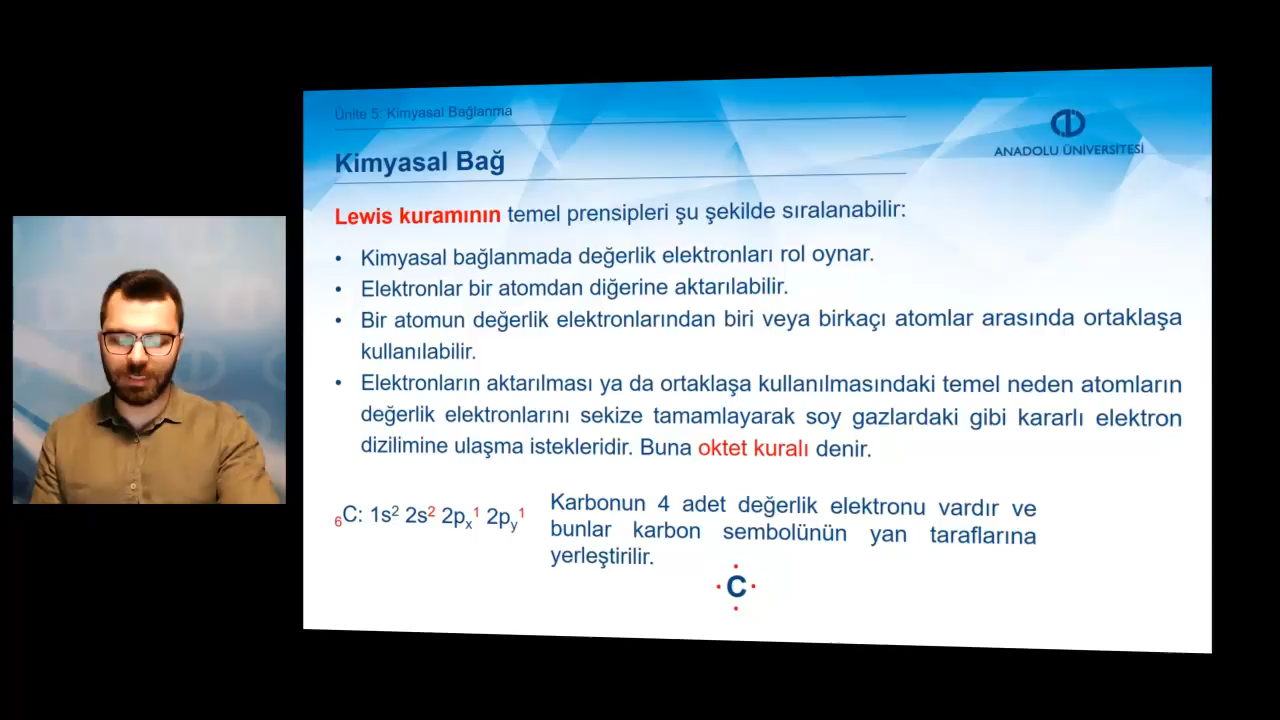 Ünite 5: Kimyasal Bağlanma
ANADOLU ÜNİVERSİTESİ
Kimyasal Bağ
Lewis kuramının temel prensipleri şu şekilde sıralanabilir:
• Kimyasal bağlanmada değerlik elektronları rol oynar.
• Elektronlar bir atomdan diğerine aktarılabilir.
• Bir atomun değerlik elektronlarından biri veya birkaçı atomlar arasında ortaklaşa
kullanılabilir.
• Elektronların aktarılması ya da ortaklaşa kullanılmasındaki temel neden atomların
değerlik elektronlarını sekize tamamlayarak soy gazlardaki gibi kararlı elektron
dizilimine ulaşma istekleridir. Buna oktet kuralı denir.
₆C: 1s² 2s² 2pₓ¹ 2p_y¹
Karbonun 4 adet değerlik elektronu vardır ve
bunlar karbon sembolünün yan taraflarına
yerleştirilir.
C